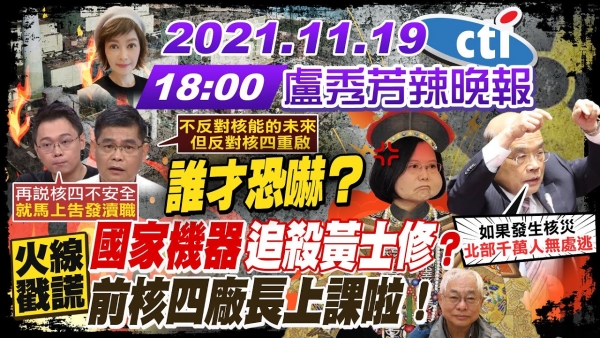 2021.11.19
cti
18:00
盧秀芳辣晚報
不反對核能的未來
但反對核四重啟
再説核四不安全
就馬上告發瀆職
誰才恐嚇？
如果發生核災
北部千萬人無處逃
火線
戳謊
國家機器追殺黃士修？
前核四廠長上課啦！